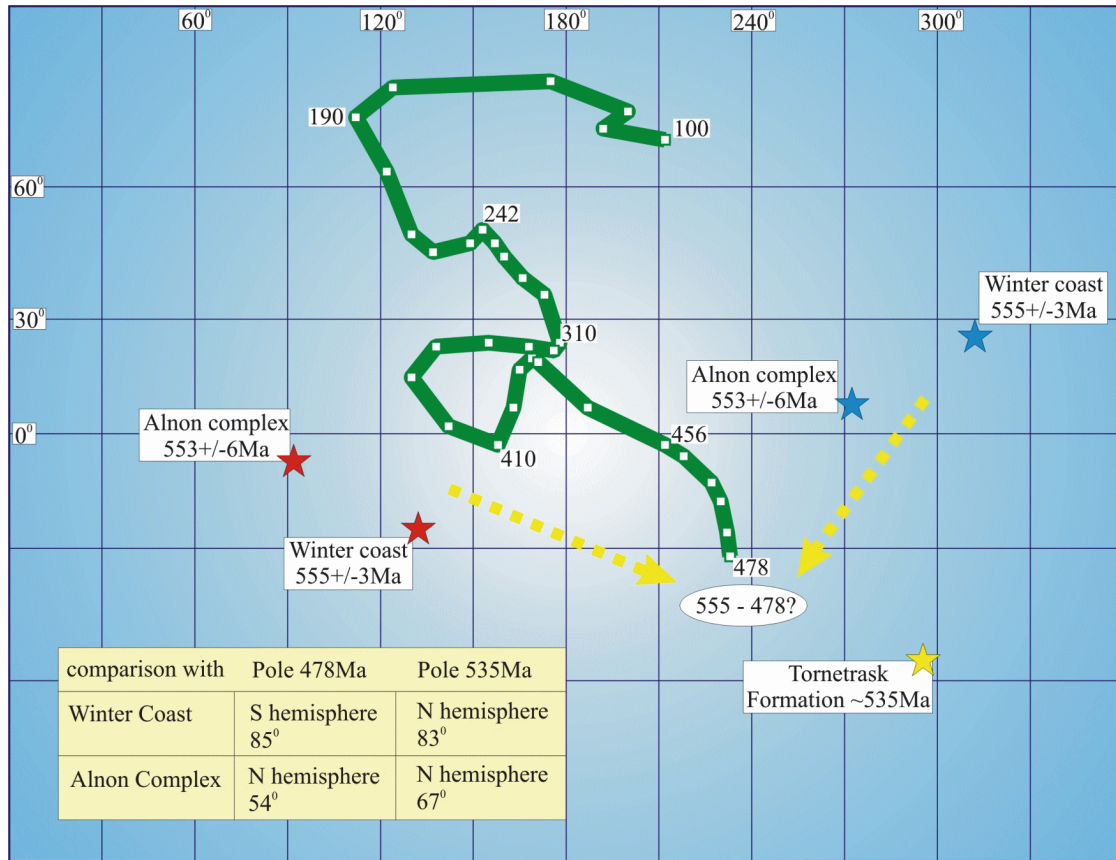 60⁰
120⁰
180⁰
240⁰
300⁰
190
100
60⁰
242
Winter coast
555+/-3Ma
30⁰
310
Alnon complex
553+/-6Ma
Alnon complex
553+/-6Ma
0⁰
456
410
Winter coast
555+/-3Ma
478
555 - 478?
Tornetrask
Formation ~535Ma
comparison with
Pole 478Ma
Pole 535Ma
Winter Coast
S hemisphere
85⁰
N hemisphere
83⁰
Alnon Complex
N hemisphere
54⁰
N hemisphere
67⁰